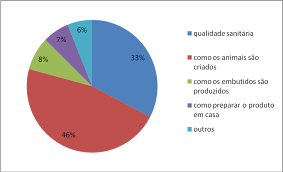 6%
7%
8%
33%
46%
qualidade sanitária
como os animais são
criados
como os embutidos são
produzidos
como preparar o produto
em casa
outros